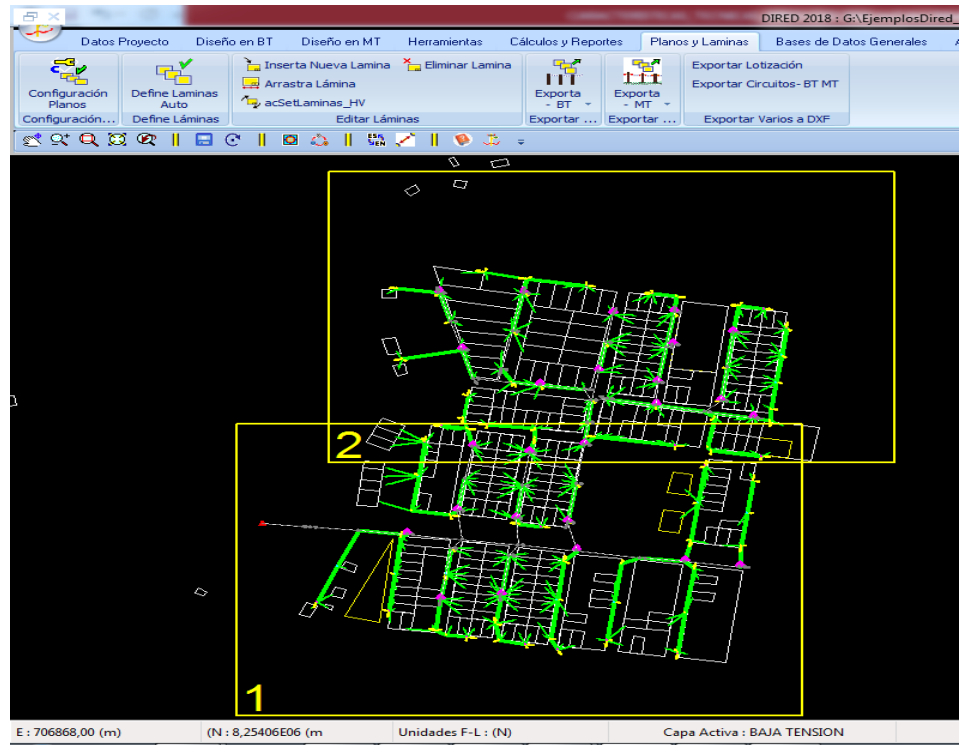 DIRED 2018 : G:\EjemplosDired_
Datos Proyecto Diseño en BT Diseño en MT Herramientas Cálculos y Reportes Planos y Laminas Bases de Datos Generales A
Configuración Planos
Define Laminas Auto
Inserta Nueva Lamina
Eliminar Lamina
Arrastra Lámina
acSetLaminas_HV
Exporta - BT
Exporta - MT
Exportar Lotización
Exportar Circuitos- BT MT
Configuración... Define Láminas Editar Láminas Exportar ... Exportar ... Exportar Varios a DXF
2
1
E : 706868,00 (m) (N : 8,25406E06 (m Unidades F-L : (N) Capa Activa : BAJA TENSION